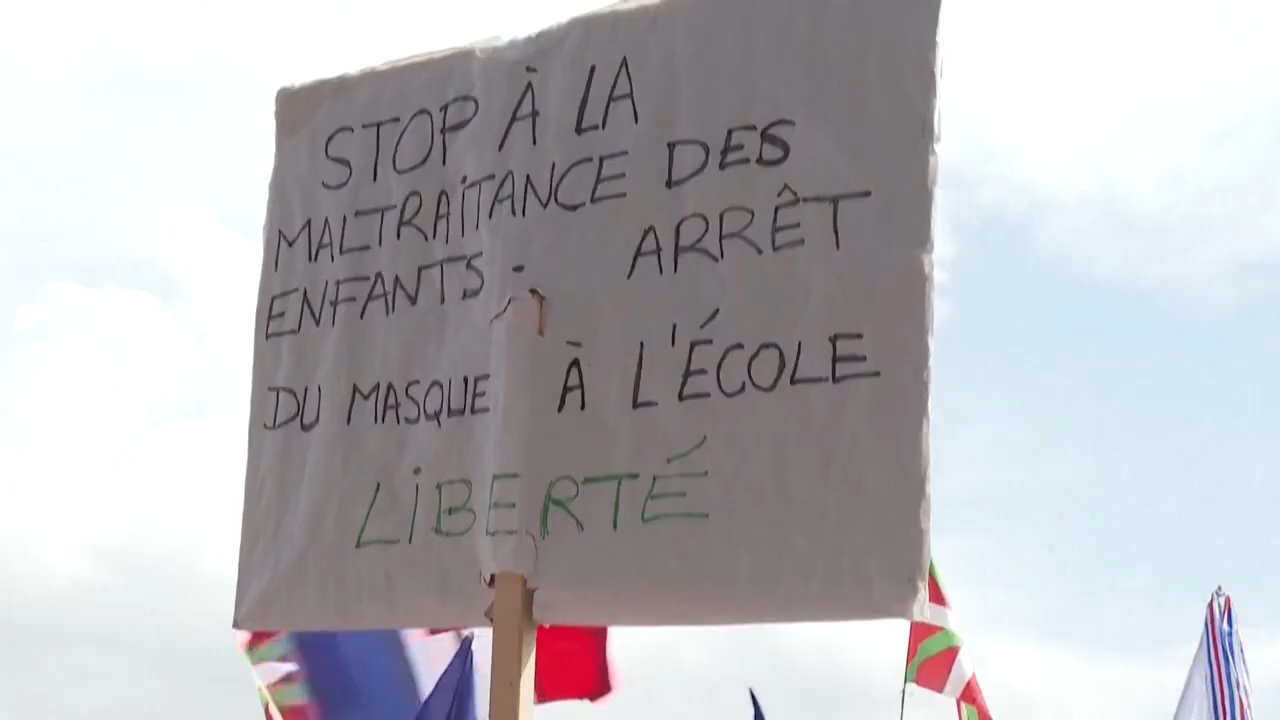 STOP À LA
MALTRAITANCE DES
ENFANTS : ARRÊT
DU MASQUE À L'ÉCOLE
LIBERTÉ